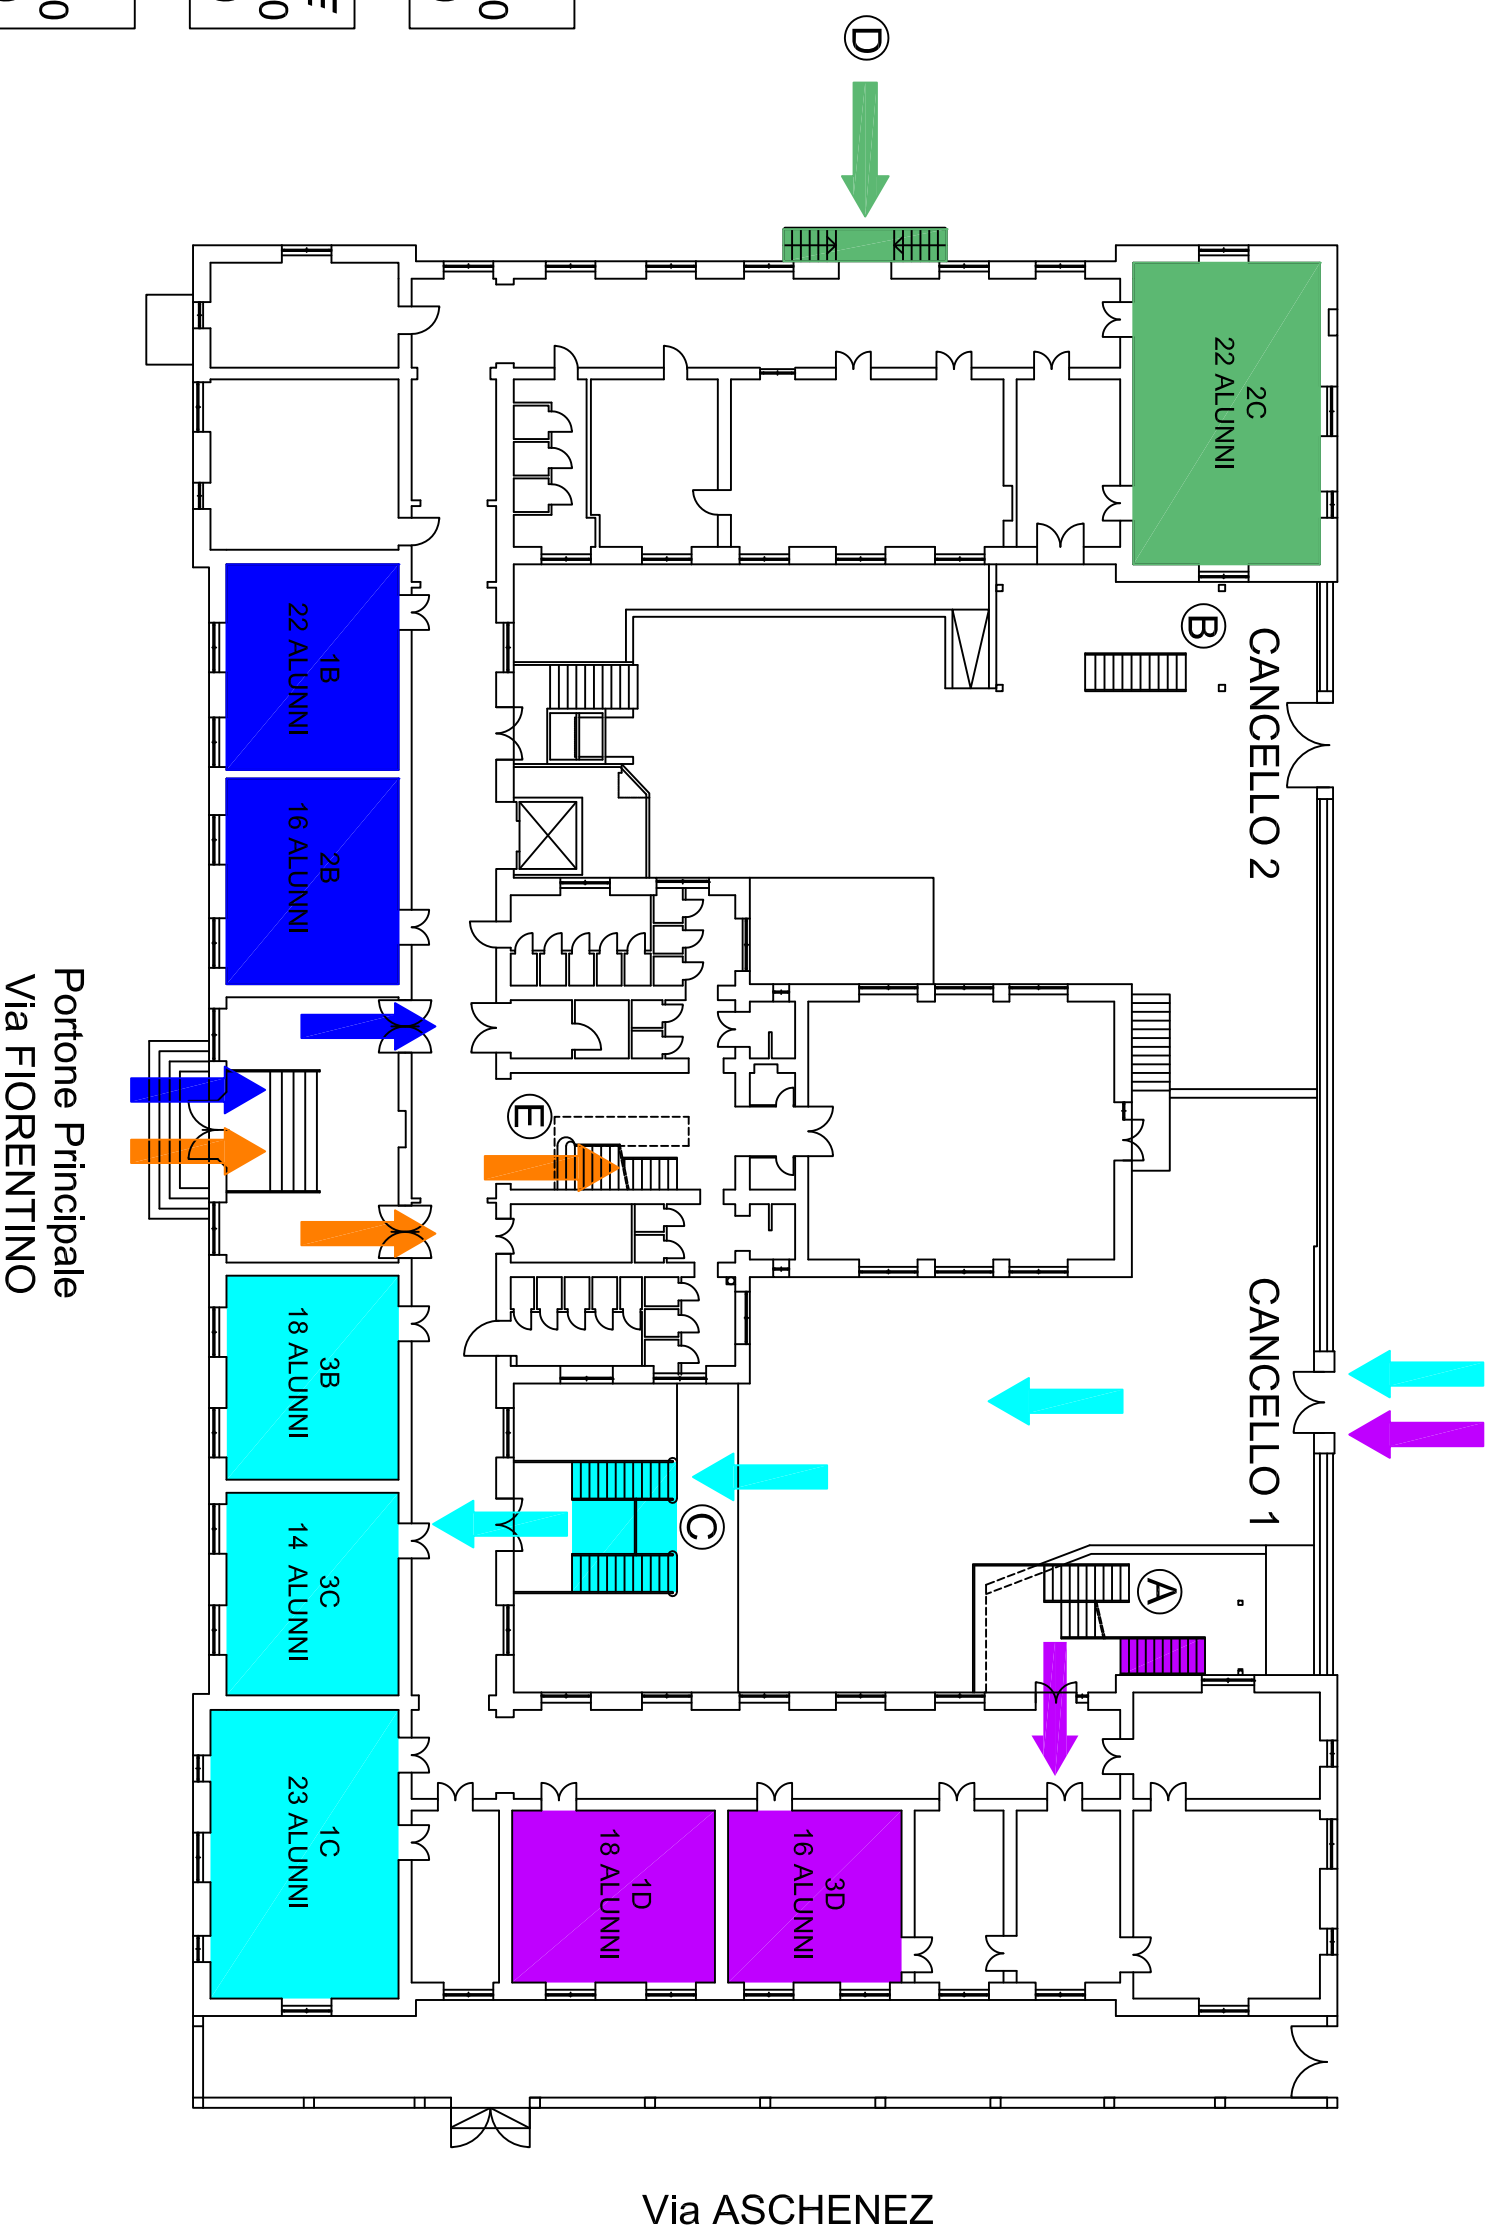 D
2C
22 ALUNNI
B
CANCELLO 2
1B
22 ALUNNI
2B
16 ALUNNI
Portone Principale
Via FIORENTINO
E
CANCELLO 1
3B
18 ALUNNI
C
3C
14 ALUNNI
A
1C
23 ALUNNI
1D
18 ALUNNI
3D
16 ALUNNI
Via ASCHENEZ